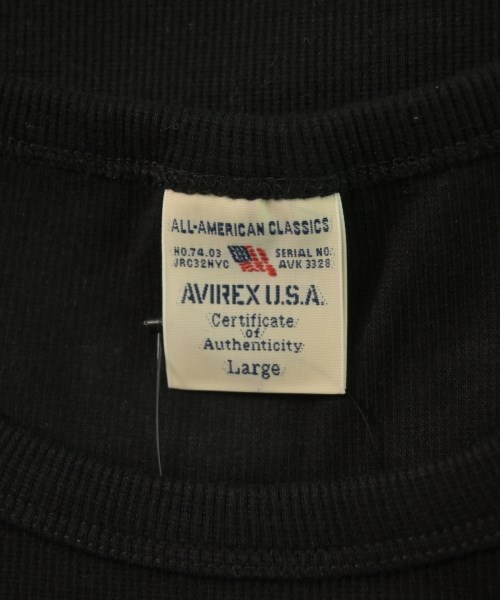 ALL-AMERICAN CLASSICS
NO.74.03 SERIAL NO.
JRC32NYC AVK 3328
AVIREX U.S.A.
Certificate
of
Authenticity
Large